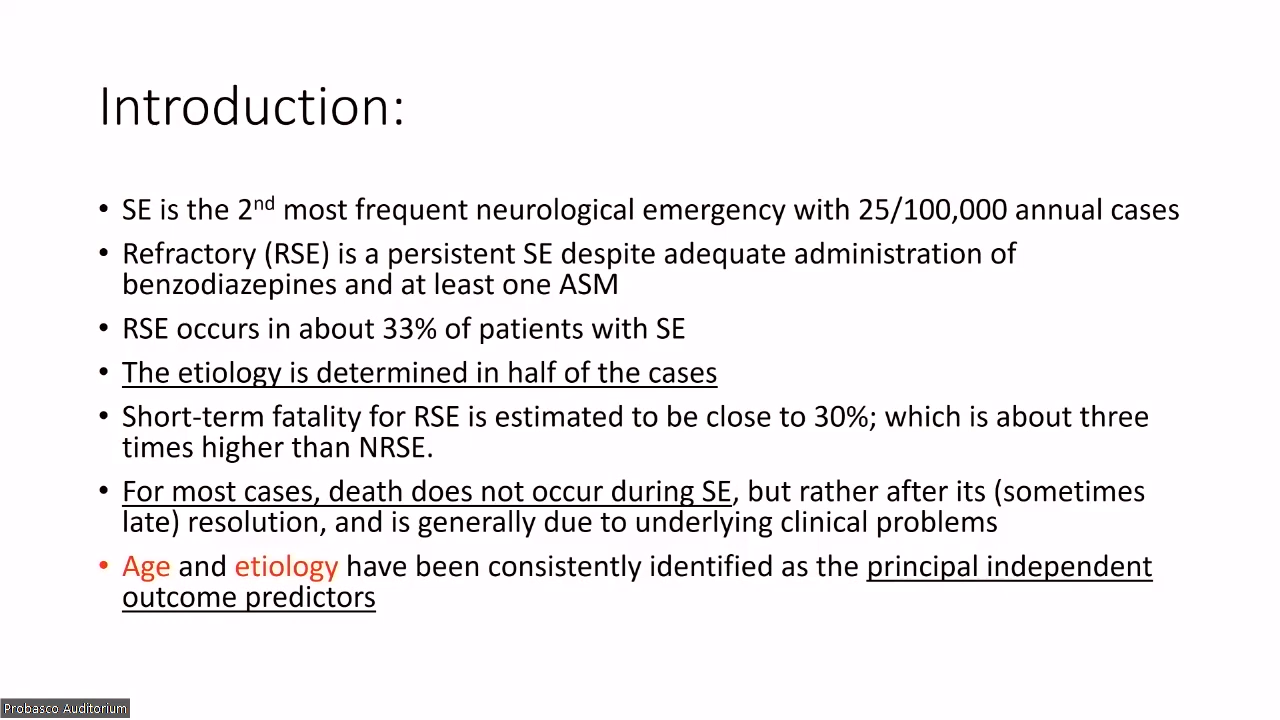 Introduction:
• SE is the 2nd most frequent neurological emergency with 25/100,000 annual cases
• Refractory (RSE) is a persistent SE despite adequate administration of
benzodiazepines and at least one ASM
• RSE occurs in about 33% of patients with SE
• The etiology is determined in half of the cases
• Short-term fatality for RSE is estimated to be close to 30%; which is about three
times higher than NRSE.
• For most cases, death does not occur during SE, but rather after its (sometimes
late) resolution, and is generally due to underlying clinical problems
• Age and etiology have been consistently identified as the principal independent
outcome predictors
Probasco Auditorium